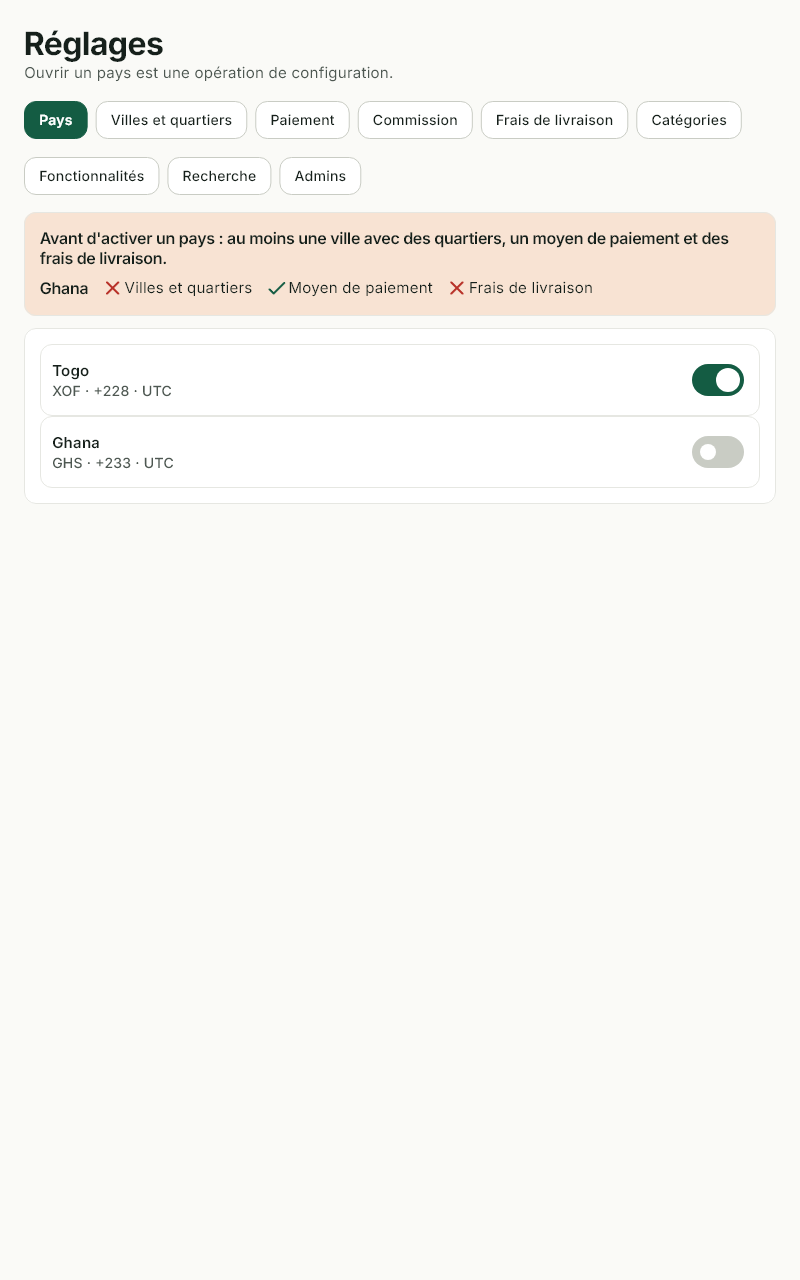 Réglages
Ouvrir un pays est une opération de configuration.
Pays
Villes et quartiers
Paiement
Commission
Frais de livraison
Catégories
Fonctionnalités
Recherche
Admins
Avant d'activer un pays : au moins une ville avec des quartiers, un moyen de paiement et des
frais de livraison.
Ghana Villes et quartiers Moyen de paiement Frais de livraison
Togo
XOF · +228 · UTC
Ghana
GHS · +233 · UTC